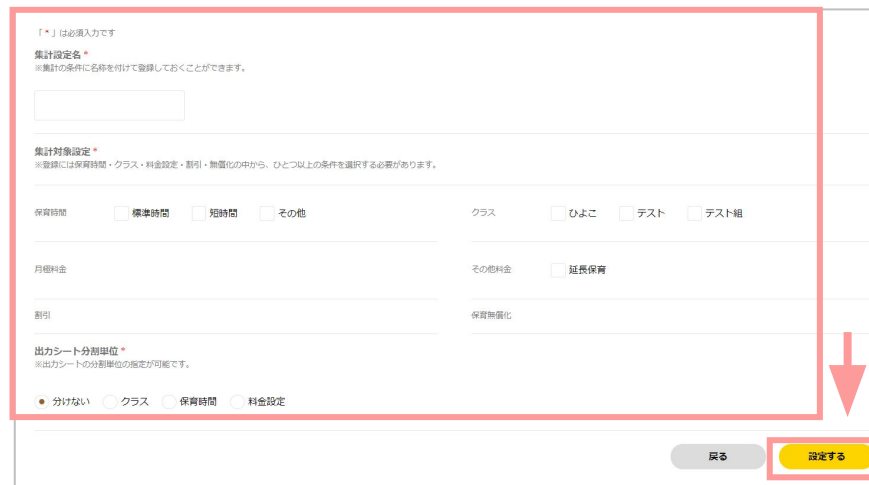 「*」は必須入力です
集計設定名 *
※集計の条件に名称を付けて登録しておくことができます。
集計対象設定 *
※登録には保育時間・クラス・料金設定・割引・無償化の中から、ひとつ以上の条件を選択する必要があります。
保育時間 標準時間 短時間 その他 クラス ひよこ テスト テスト組
月極料金 その他料金 延長保育
割引 保育無償化
出力シート分割単位 *
※出力シートの分割単位の指定が可能です。
分けない クラス 保育時間 料金設定
戻る 設定する